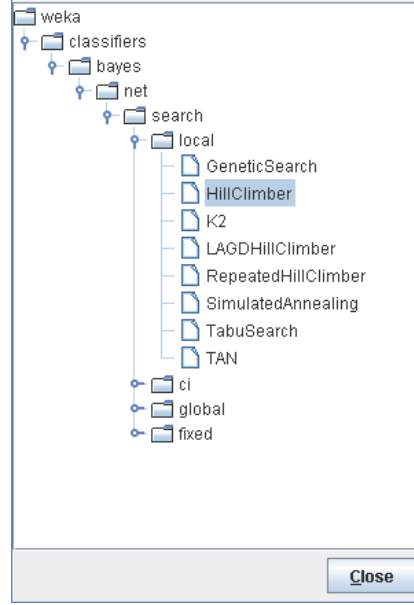 weka
classifiers
bayes
net
search
local
GeneticSearch
HillClimber
K2
LAGDHillClimber
RepeatedHillClimber
SimulatedAnnealing
TabuSearch
TAN
ci
global
fixed
Close